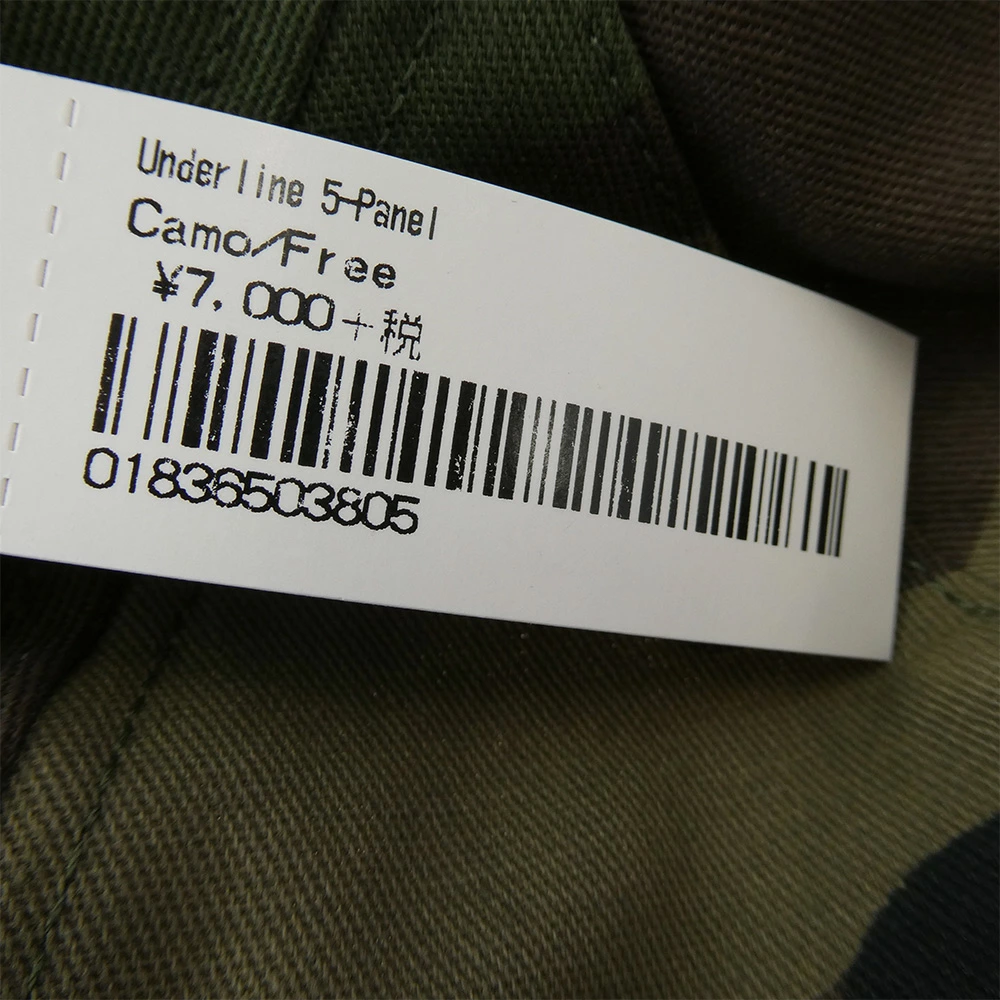 Underline 5-Panel
Camo/Free
¥7,000+税
01836503805